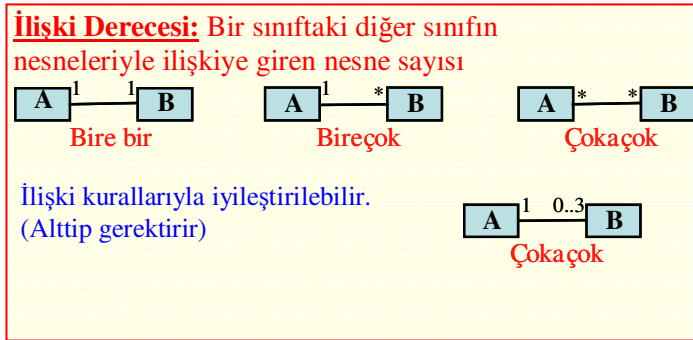 İlişki Derecesi: Bir sınıftaki diğer sınıfın
nesneleriyle ilişkiye giren nesne sayısı
A 1 1 B
Bire bir
A 1 * B
Bireçok
A * * B
Çokaçok
İlişki kurallarıyla iyileştirilebilir.
(Alttip gerektirir)
A 1 0..3 B
Çokaçok